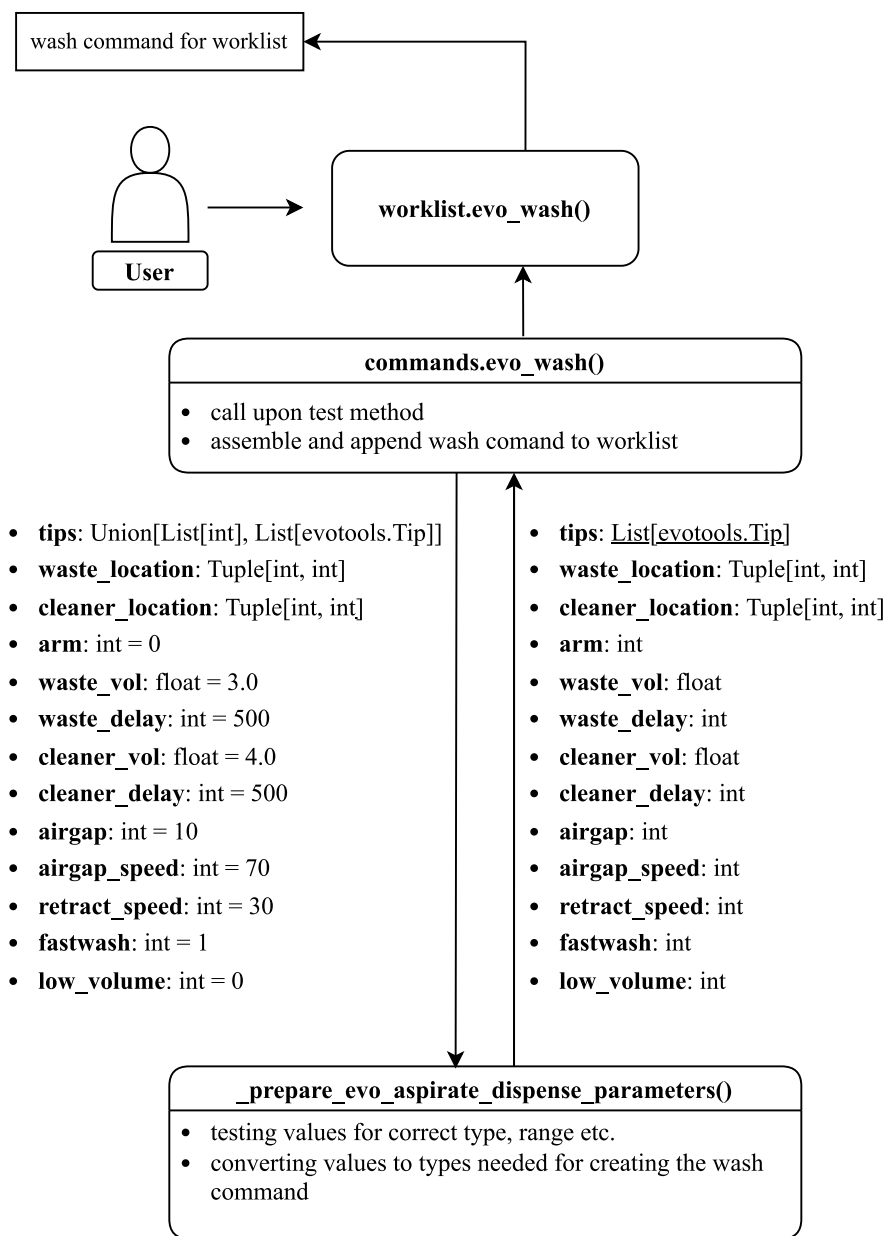 wash command for worklist
worklist.evo_wash()
User
commands.evo_wash()
• call upon test method
• assemble and append wash comand to worklist
• tips: Union[List[int], List[evotools.Tip]]
• waste_location: Tuple[int, int]
• cleaner_location: Tuple[int, int]
• arm: int = 0
• waste_vol: float = 3.0
• waste_delay: int = 500
• cleaner_vol: float = 4.0
• cleaner_delay: int = 500
• airgap: int = 10
• airgap_speed: int = 70
• retract_speed: int = 30
• fastwash: int = 1
• low_volume: int = 0
• tips: List[evotools.Tip]
• waste_location: Tuple[int, int]
• cleaner_location: Tuple[int, int]
• arm: int
• waste_vol: float
• waste_delay: int
• cleaner_vol: float
• cleaner_delay: int
• airgap: int
• airgap_speed: int
• retract_speed: int
• fastwash: int
• low_volume: int
_prepare_evo_aspirate_dispense_parameters()
• testing values for correct type, range etc.
• converting values to types needed for creating the wash
command